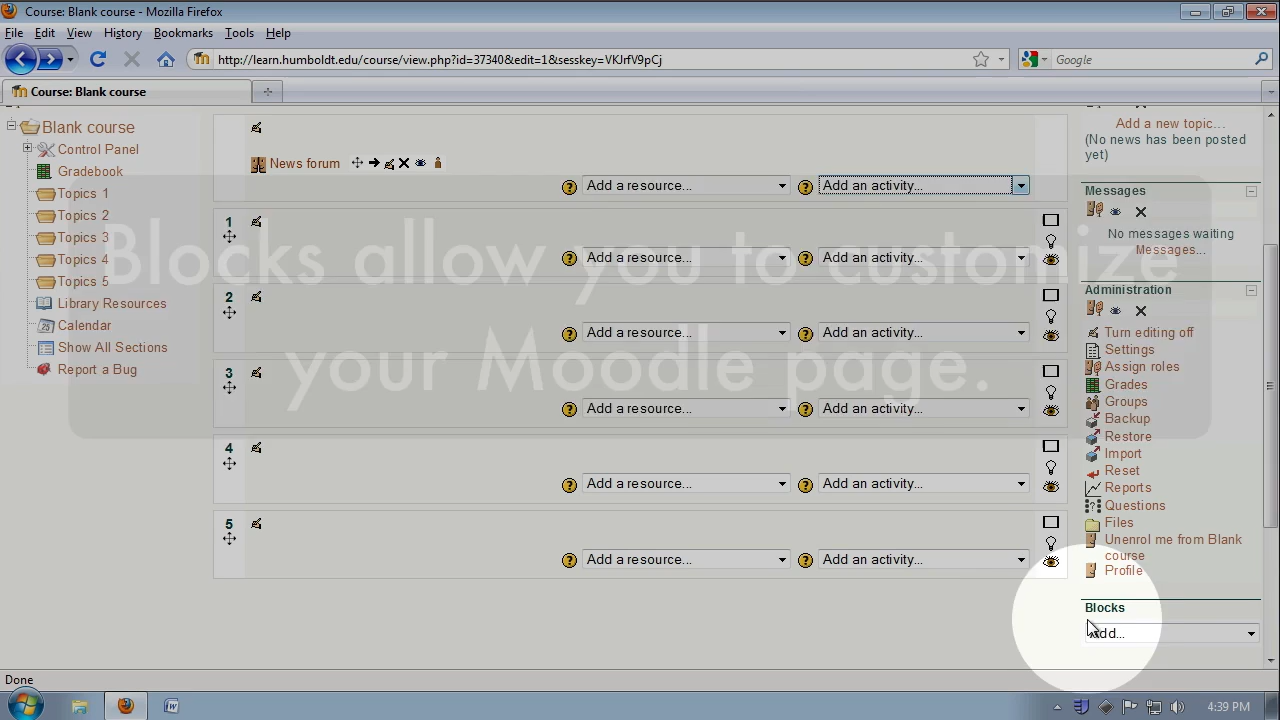 Course: Blank course - Mozilla Firefox
File Edit View History Bookmarks Tools Help
http://learn.humboldt.edu/course/view.php?id=37340&edit=1&sesskey=VKJrfV9pCj
Google
Course: Blank course
Blank course
Control Panel
Gradebook
Topics 1
Topics 2
Topics 3
Topics 4
Topics 5
Library Resources
Calendar
Show All Sections
Report a Bug
News forum
Add a resource... Add an activity...
1
Add a resource... Add an activity...
2
Add a resource... Add an activity...
3
Add a resource... Add an activity...
4
Add a resource... Add an activity...
5
Add a resource... Add an activity...
Blocks allow you to customize
your Moodle page.
Add a new topic...
(No news has been posted
yet)
Messages
No messages waiting
Messages...
Administration
Turn editing off
Settings
Assign roles
Grades
Groups
Backup
Restore
Import
Reset
Reports
Questions
Files
Unenrol me from Blank
course
Profile
Blocks
Add...
Done
4:39 PM